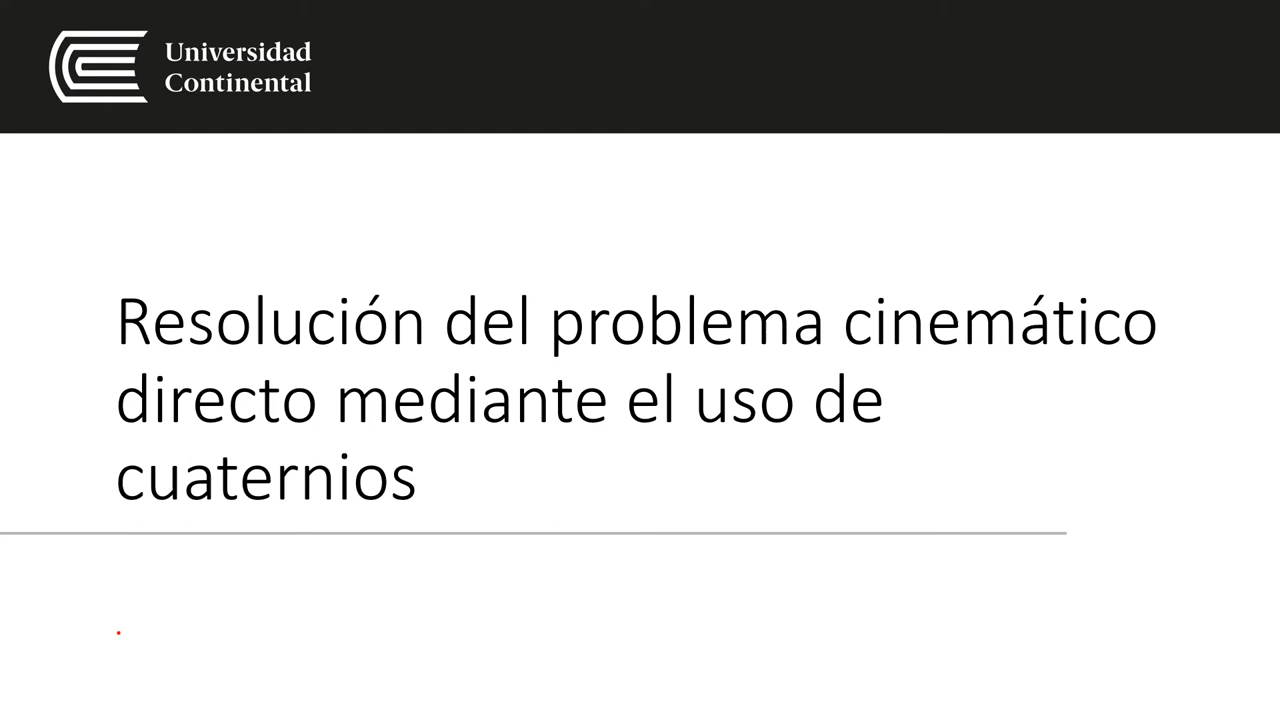 Universidad
Continental
Resolución del problema cinemático
directo mediante el uso de
cuaternios
.